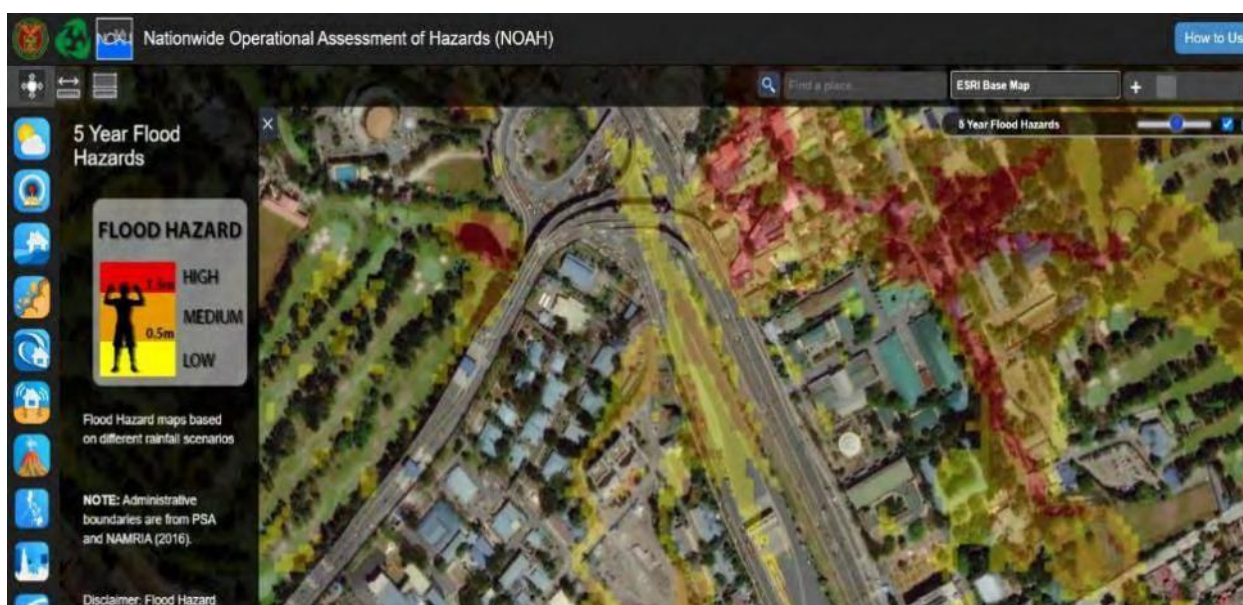 NOAH
Nationwide Operational Assessment of Hazards (NOAH)
How to Us
Find a place
ESRI Base Map
+
5 Year Flood Hazards
5 Year Flood
Hazards
FLOOD HAZARD
HIGH
1.5m
MEDIUM
0.5m
LOW
Flood Hazard maps based
on different rainfall scenarios
NOTE: Administrative
boundaries are from PSA
and NAMRIA (2016).
Disclaimer: Flood Hazard